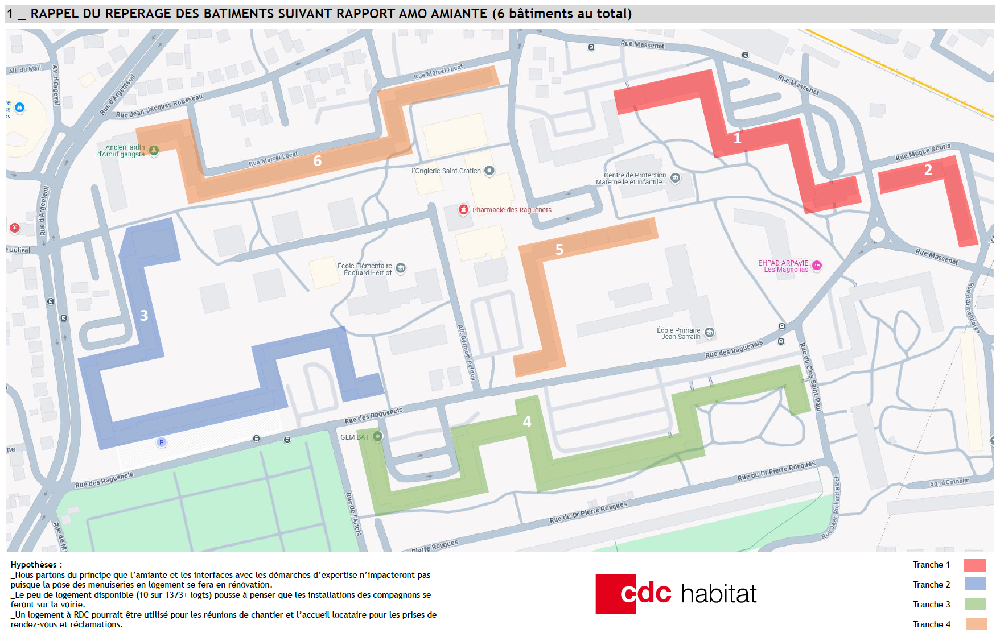 1 _ RAPPEL DU REPERAGE DES BATIMENTS SUIVANT RAPPORT AMO AMIANTE (6 bâtiments au total)
Rue Massenet
All. du Mail
Av. d'Orgeval
Rue d'Argenteuil
Rue Marcel Lecat
Rue Massenet
Rue Jean-Jacques Rousseau
1
Ancien jardin
d'Arouf gangsta
Rue Marcel Lecat
6
Rue Mcque Souris
2
L'Onglerie Saint Gratien
Centre de Protection
Maternelle et Infantile...
Rue d'Argenteuil
Pharmacie des Raguenets
Jolival
5
Rue Massenet
École Élémentaire
Édouard Herriot
EHPAD ARPAVIE
Les Magnolias
3
Rue d'Armentières
All. Germain Petitou
École Primaire
Jean Sarrailh
Rue des Raguenets
Rue du Clos Saint-Paul
Rue des Raguenets
4
GLM BAT
P
Rue des Raguenets
Rue du Dr Pierre Rouques
Sq. d'Ostheim
Rue de l'Artois
Rue du Dr Pierre Rouques
Rue Jean Richard Bloch
Pierre Rouques
Hypothèses :
_Nous partons du principe que l'amiante et les interfaces avec les démarches d'expertise n'impacteront pas
puisque la pose des menuiseries en logement se fera en rénovation.
_Le peu de logement disponible (10 sur 1373+ logts) pousse à penser que les installations des compagnons se
feront sur la voirie.
_Un logement à RDC pourrait être utilisé pour les réunions de chantier et l'accueil locataire pour les prises de
rendez-vous et réclamations.
cdc habitat
Tranche 1
Tranche 2
Tranche 3
Tranche 4